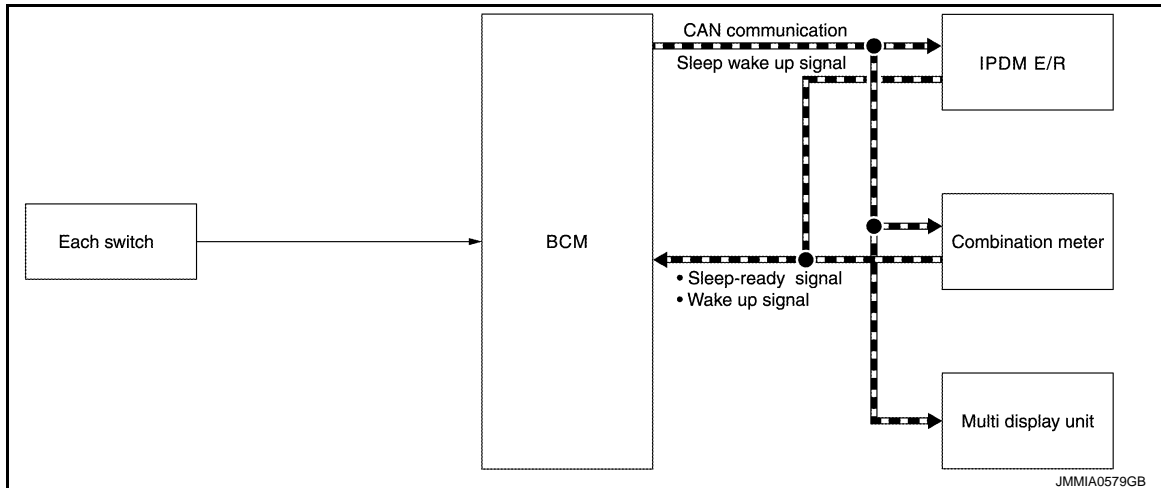 CAN communication
Sleep wake up signal
IPDM E/R
Each switch
BCM
Combination meter
• Sleep-ready signal
• Wake up signal
Multi display unit
JMMIA0579GB